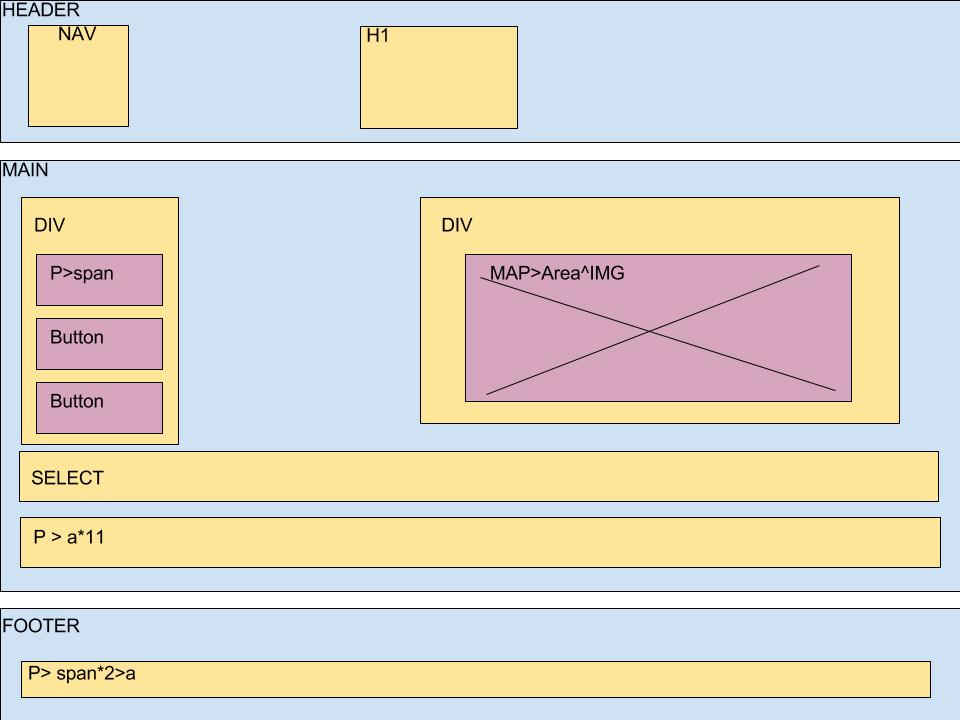 HEADER
NAV
H1
MAIN
DIV
P>span
Button
Button
DIV
MAP>Area^IMG
SELECT
P > a*11
FOOTER
P> span*2>a